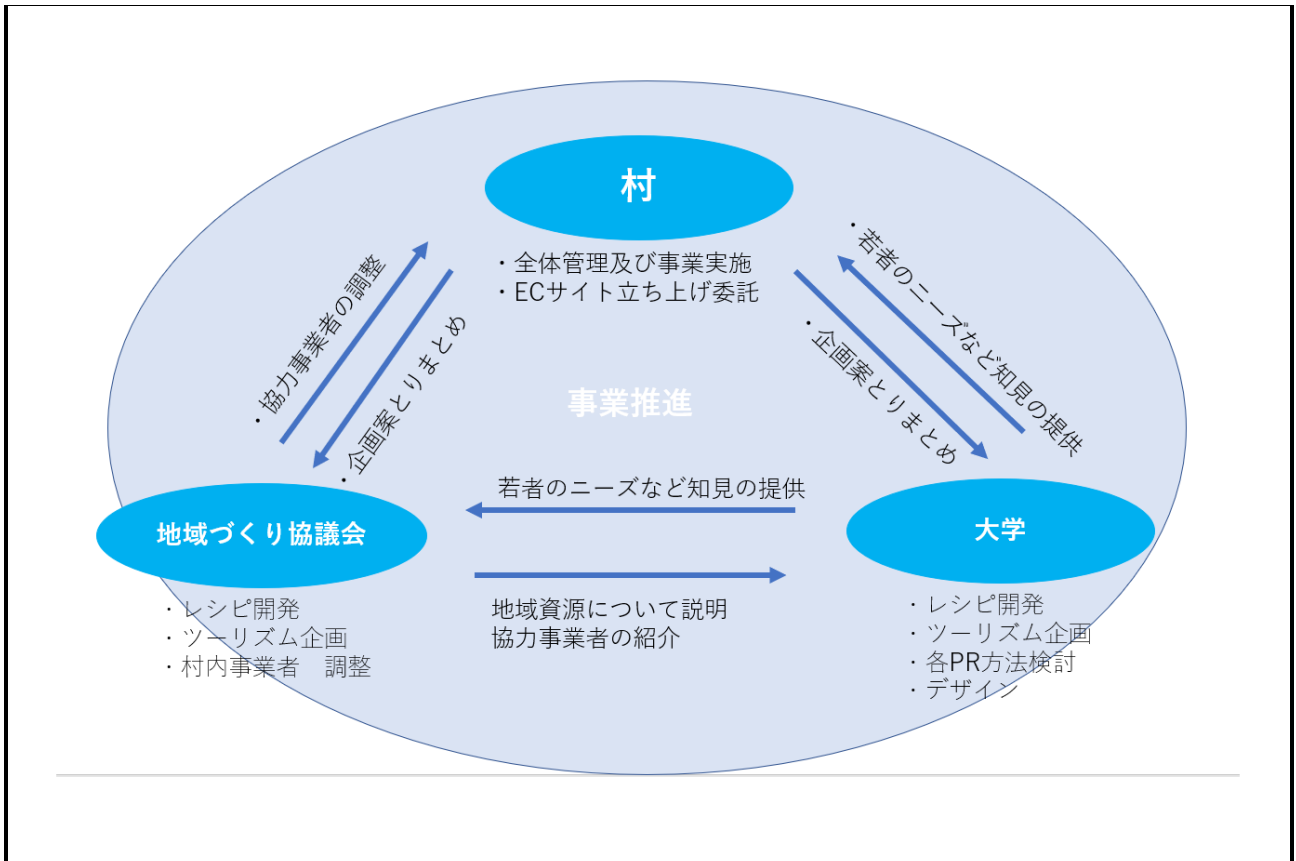 村
・全体管理及び事業実施
・ECサイト立ち上げ委託
・協力事業者の調整
・企画案とりまとめ
・若者のニーズなど知見の提供
・企画案とりまとめ
事業推進
若者のニーズなど知見の提供
地域づくり協議会
大学
・レシピ開発
・ツーリズム企画
・村内事業者　調整
地域資源について説明
協力事業者の紹介
・レシピ開発
・ツーリズム企画
・各PR方法検討
・デザイン